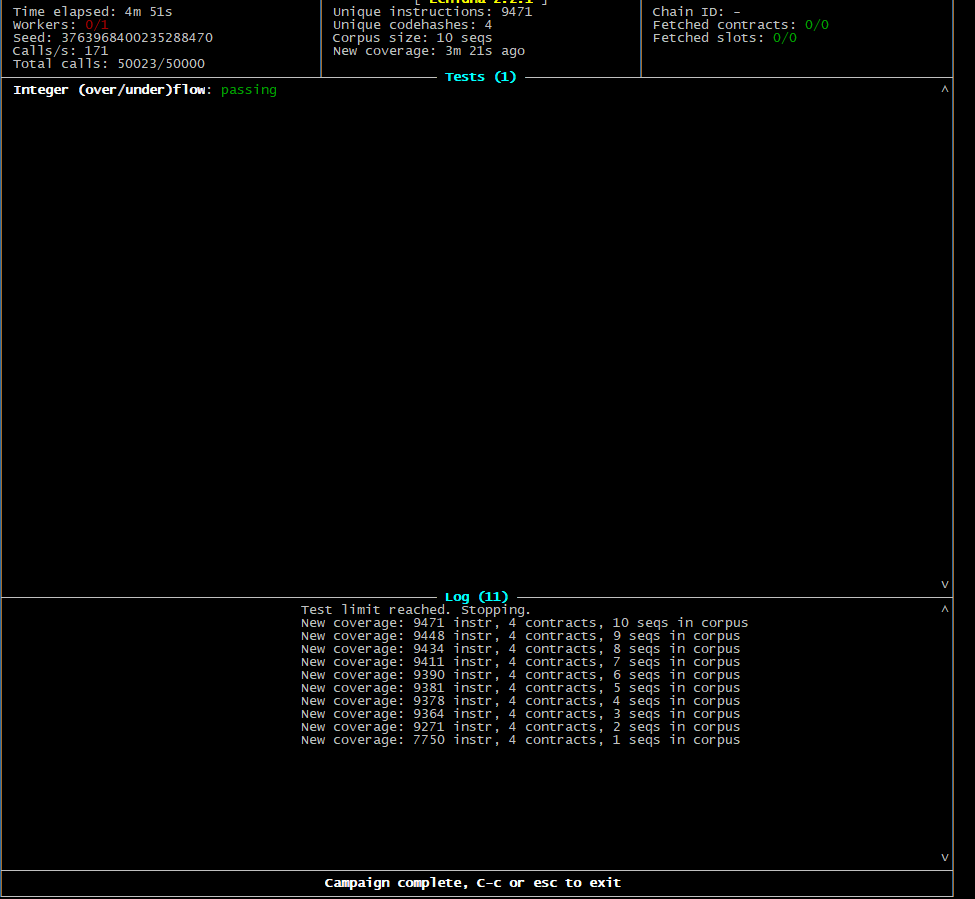 Time elapsed: 4m 51s
Workers: 0/1
Seed: 3763968400235288470
Calls/s: 171
Total calls: 50023/50000
[ Echidna 2.2.1 ]
Unique instructions: 9471
Unique codehashes: 4
Corpus size: 10 seqs
New coverage: 3m 21s ago
Chain ID: -
Fetched contracts: 0/0
Fetched slots: 0/0
Tests (1)
Integer (over/under)flow: passing
^
v
Log (11)
^
Test limit reached. Stopping.
New coverage: 9471 instr, 4 contracts, 10 seqs in corpus
New coverage: 9448 instr, 4 contracts, 9 seqs in corpus
New coverage: 9434 instr, 4 contracts, 8 seqs in corpus
New coverage: 9411 instr, 4 contracts, 7 seqs in corpus
New coverage: 9390 instr, 4 contracts, 6 seqs in corpus
New coverage: 9381 instr, 4 contracts, 5 seqs in corpus
New coverage: 9378 instr, 4 contracts, 4 seqs in corpus
New coverage: 9364 instr, 4 contracts, 3 seqs in corpus
New coverage: 9271 instr, 4 contracts, 2 seqs in corpus
New coverage: 7750 instr, 4 contracts, 1 seqs in corpus
v
Campaign complete, C-c or esc to exit